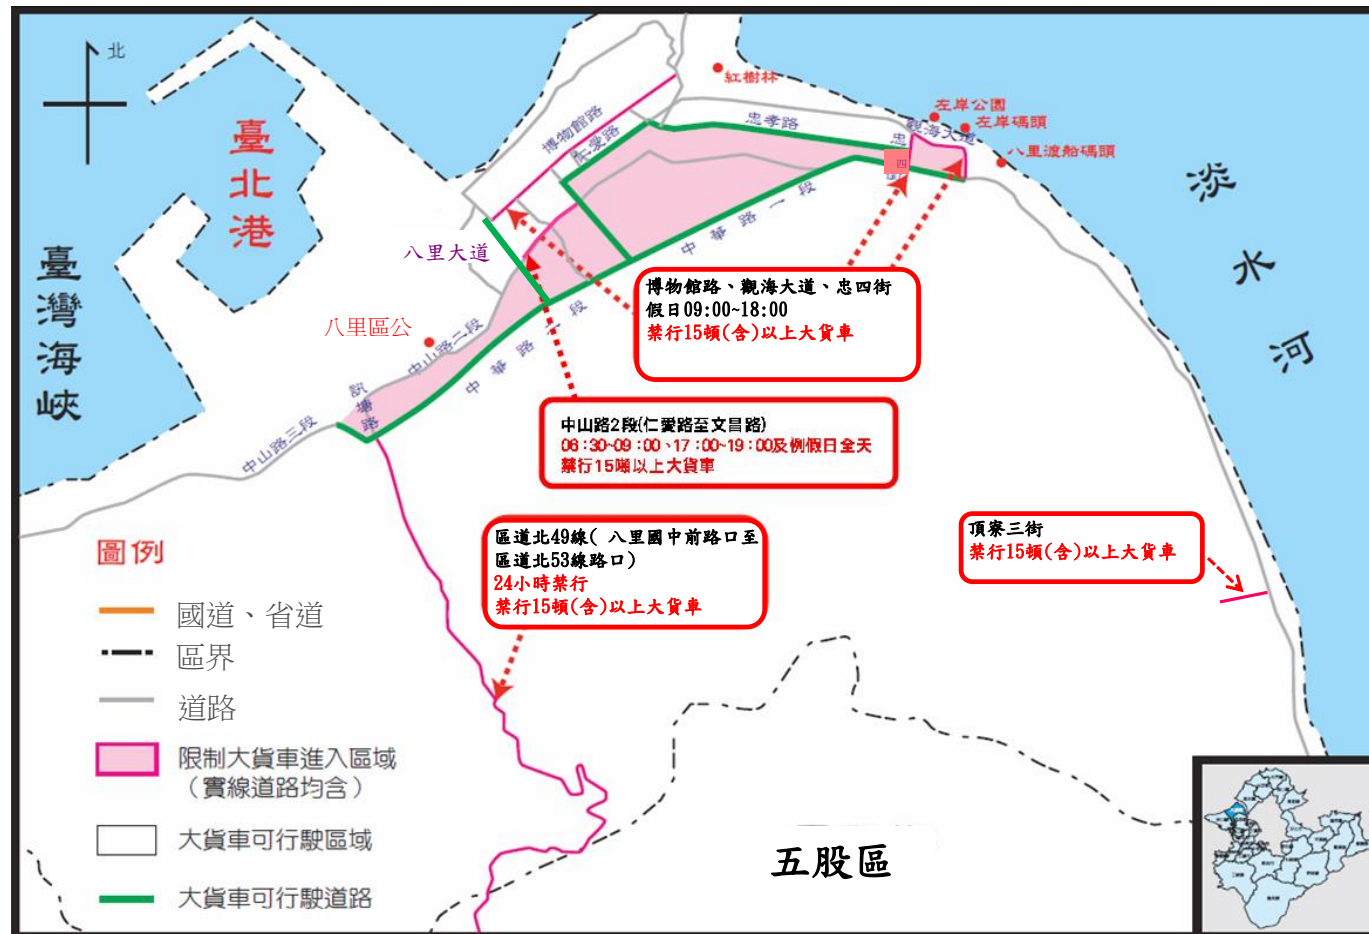 北
臺北港
臺灣海峽
淡水河
紅樹林
左岸公園
左岸碼頭
八里渡船碼頭
觀海大道
忠孝路
忠
四
博物館路
仁愛路
中華路一段
八里大道
八里區公
中山路二段
中華路二段
訊塘路
中山路三段
博物館路、觀海大道、忠四街
假日09:00~18:00
禁行15頓(含)以上大貨車
中山路2段(仁愛路至文昌路)
06:30~09:00、17:00~19:00及例假日全天
禁行15噸以上大貨車
區道北49線( 八里國中前路口至
區道北53線路口)
24小時禁行
禁行15頓(含)以上大貨車
頂寮三街
禁行15頓(含)以上大貨車
圖例
國道、省道
區界
道路
限制大貨車進入區域
（實線道路均含）
大貨車可行駛區域
大貨車可行駛道路
五股區